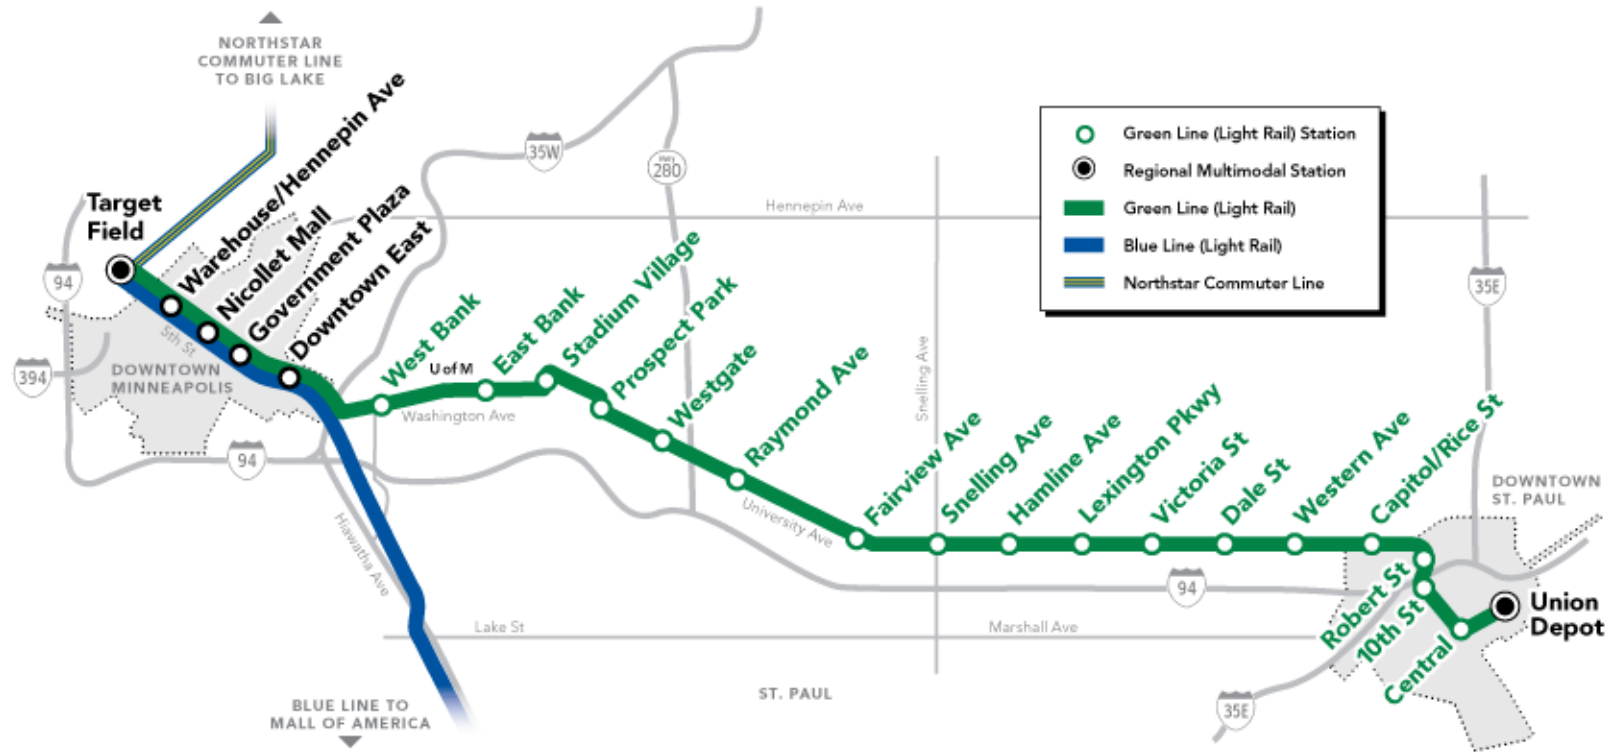 NORTHSTAR
COMMUTER LINE
TO BIG LAKE
Target
Field
Warehouse/Hennepin Ave
Nicollet Mall
Government Plaza
Downtown East
5th St
DOWNTOWN
MINNEAPOLIS
94
394
94
35W
HWY
280
Hennepin Ave
Green Line (Light Rail) Station
Regional Multimodal Station
Green Line (Light Rail)
Blue Line (Light Rail)
Northstar Commuter Line
35E
West Bank
U of M
East Bank
Stadium Village
Prospect Park
Westgate
Raymond Ave
Fairview Ave
Snelling Ave
Hamline Ave
Lexington Pkwy
Victoria St
Dale St
Western Ave
Capitol/Rice St
Robert St
10th St
Central
Union
Depot
Washington Ave
University Ave
Snelling Ave
Hiawatha Ave
94
Lake St
Marshall Ave
DOWNTOWN
ST. PAUL
ST. PAUL
35E
BLUE LINE TO
MALL OF AMERICA